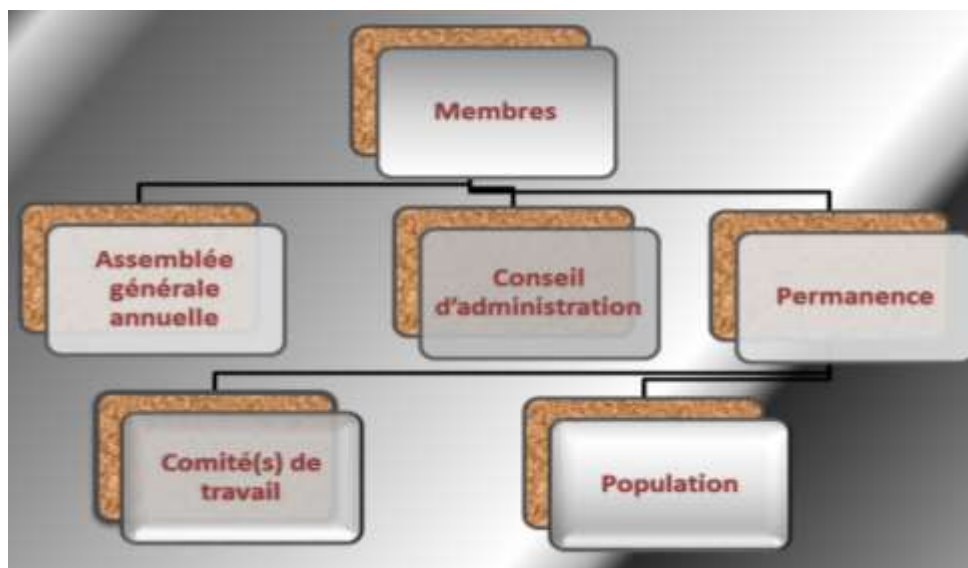 Membres
Assemblée
générale
annuelle
Conseil
d'administration
Permanence
Comité(s) de
travail
Population